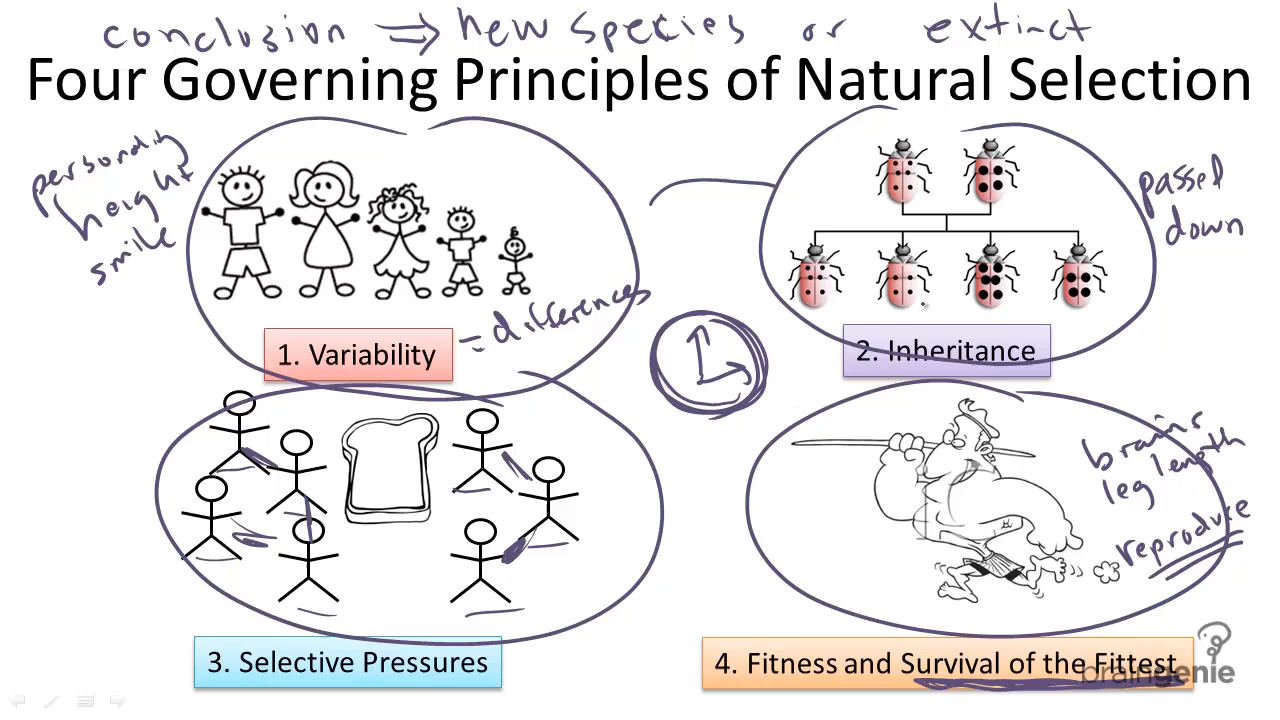 conclusion ⇒ new species or extinct
Four Governing Principles of Natural Selection
personality
height
smile
passed
down
= differences
1. Variability
2. Inheritance
brains
leg length
reproduce
3. Selective Pressures
4. Fitness and Survival of the Fittest
braingenie